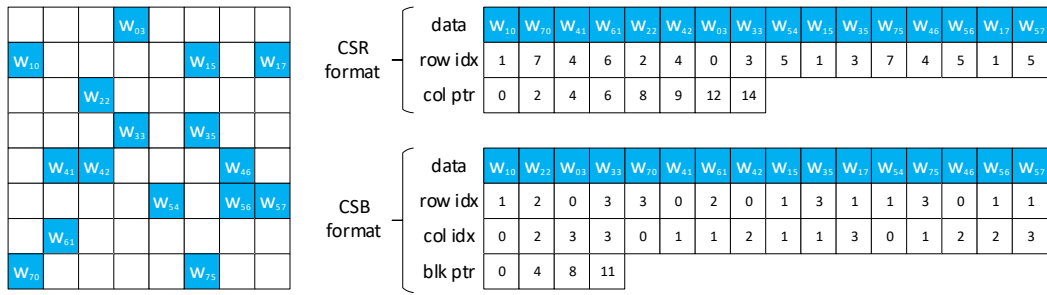 W03
W10 W15 W17
W22
W33 W35
W41 W42 W46
W54 W56 W57
W61
W70 W75
CSR format
data W10 W70 W41 W61 W22 W42 W03 W33 W54 W15 W35 W75 W46 W56 W17 W57
row idx 1 7 4 6 2 4 0 3 5 1 3 7 4 5 1 5
col ptr 0 2 4 6 8 9 12 14
CSB format
data W10 W22 W03 W33 W70 W41 W61 W42 W15 W35 W17 W54 W75 W46 W56 W57
row idx 1 2 0 3 3 0 2 0 1 3 1 1 3 0 1 1
col idx 0 2 3 3 0 1 1 2 1 1 3 0 1 2 2 3
blk ptr 0 4 8 11